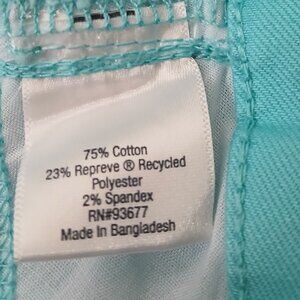 75% Cotton
23% Repreve ® Recycled
Polyester
2% Spandex
RN#93677
Made In Bangladesh